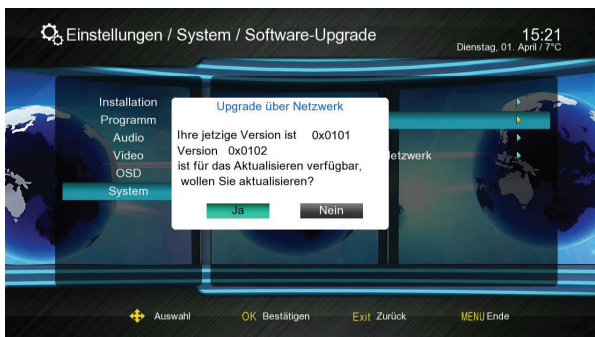 Einstellungen / System / Software-Upgrade
15:21
Dienstag, 01. April / 7°C
Installation
Programm
Audio
Video
OSD
System
Upgrade über Netzwerk
Ihre jetzige Version ist 0x0101
Version 0x0102
ist für das Aktualisieren verfügbar,
wollen Sie aktualisieren?
Ja Nein
etzwerk
Auswahl OK Bestätigen Exit Zurück MENU Ende